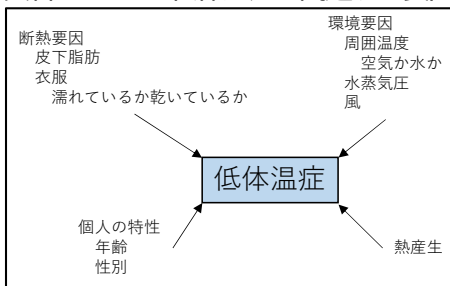 断熱要因
皮下脂肪
衣服
濡れているか乾いているか
環境要因
周囲温度
空気か水か
水蒸気圧
風
低体温症
個人の特性
年齢
性別
熱産生